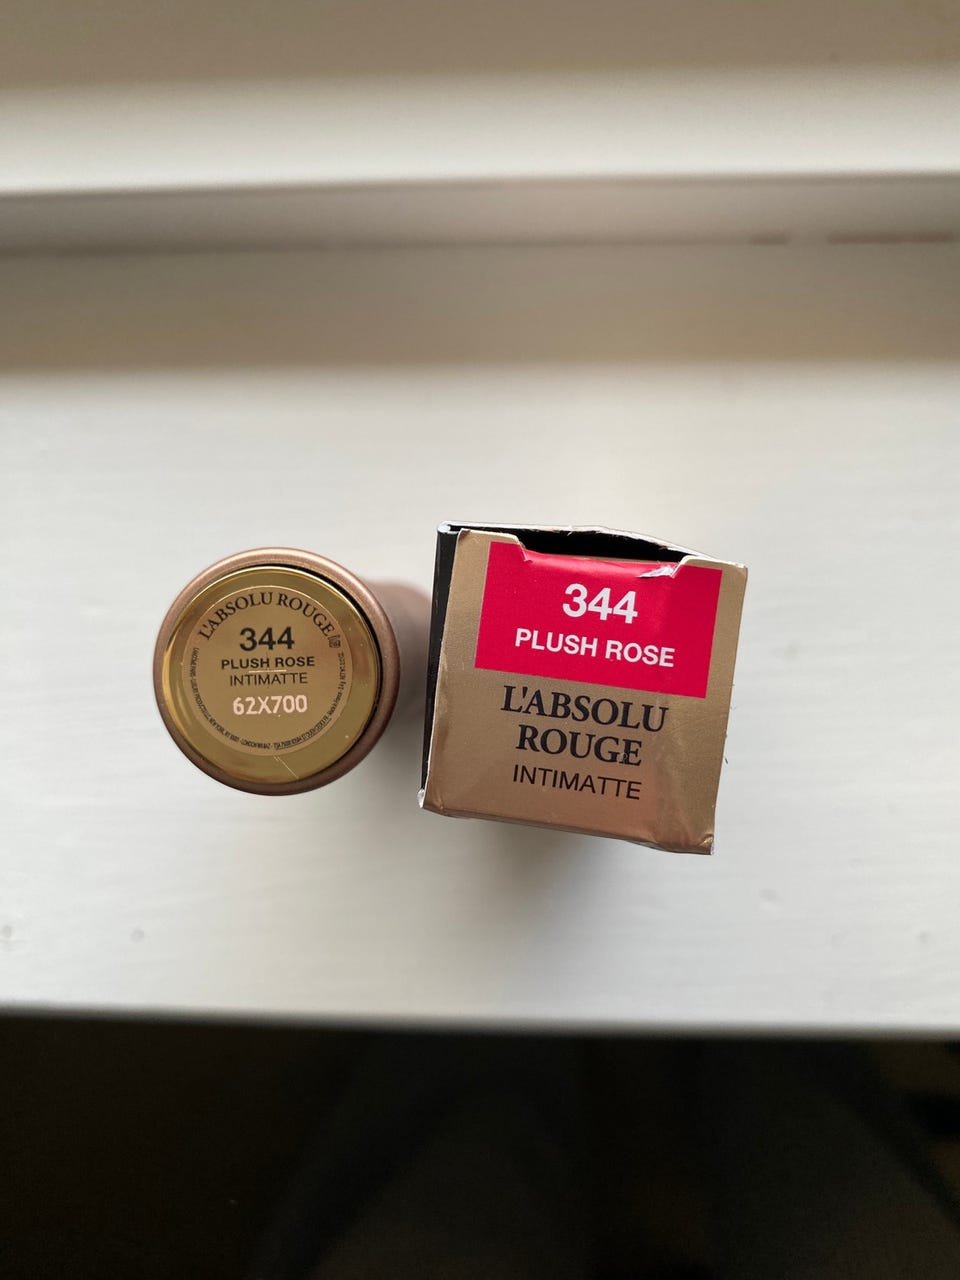 L'ABSOLU ROUGE
344
PLUSH ROSE
INTIMATTE
62X700
344
PLUSH ROSE
L'ABSOLU
ROUGE
INTIMATTE